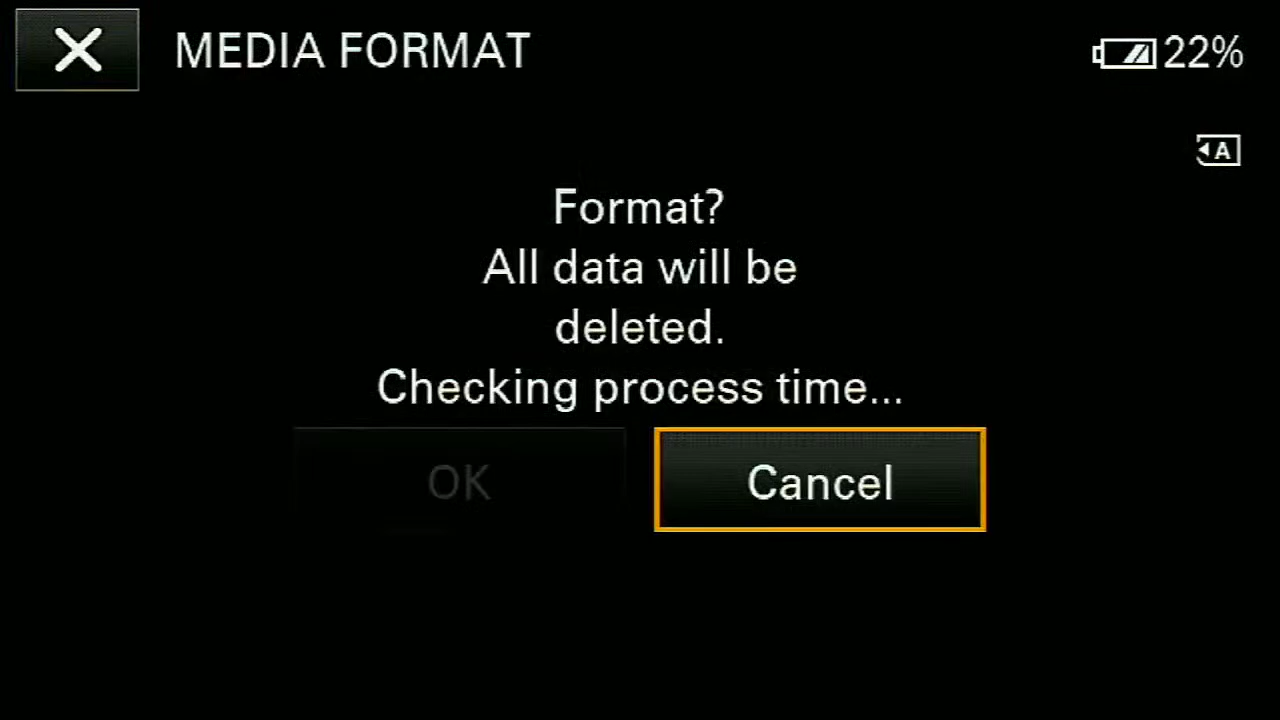 MEDIA FORMAT
22%
A
Format?
All data will be
deleted.
Checking process time...
OK
Cancel